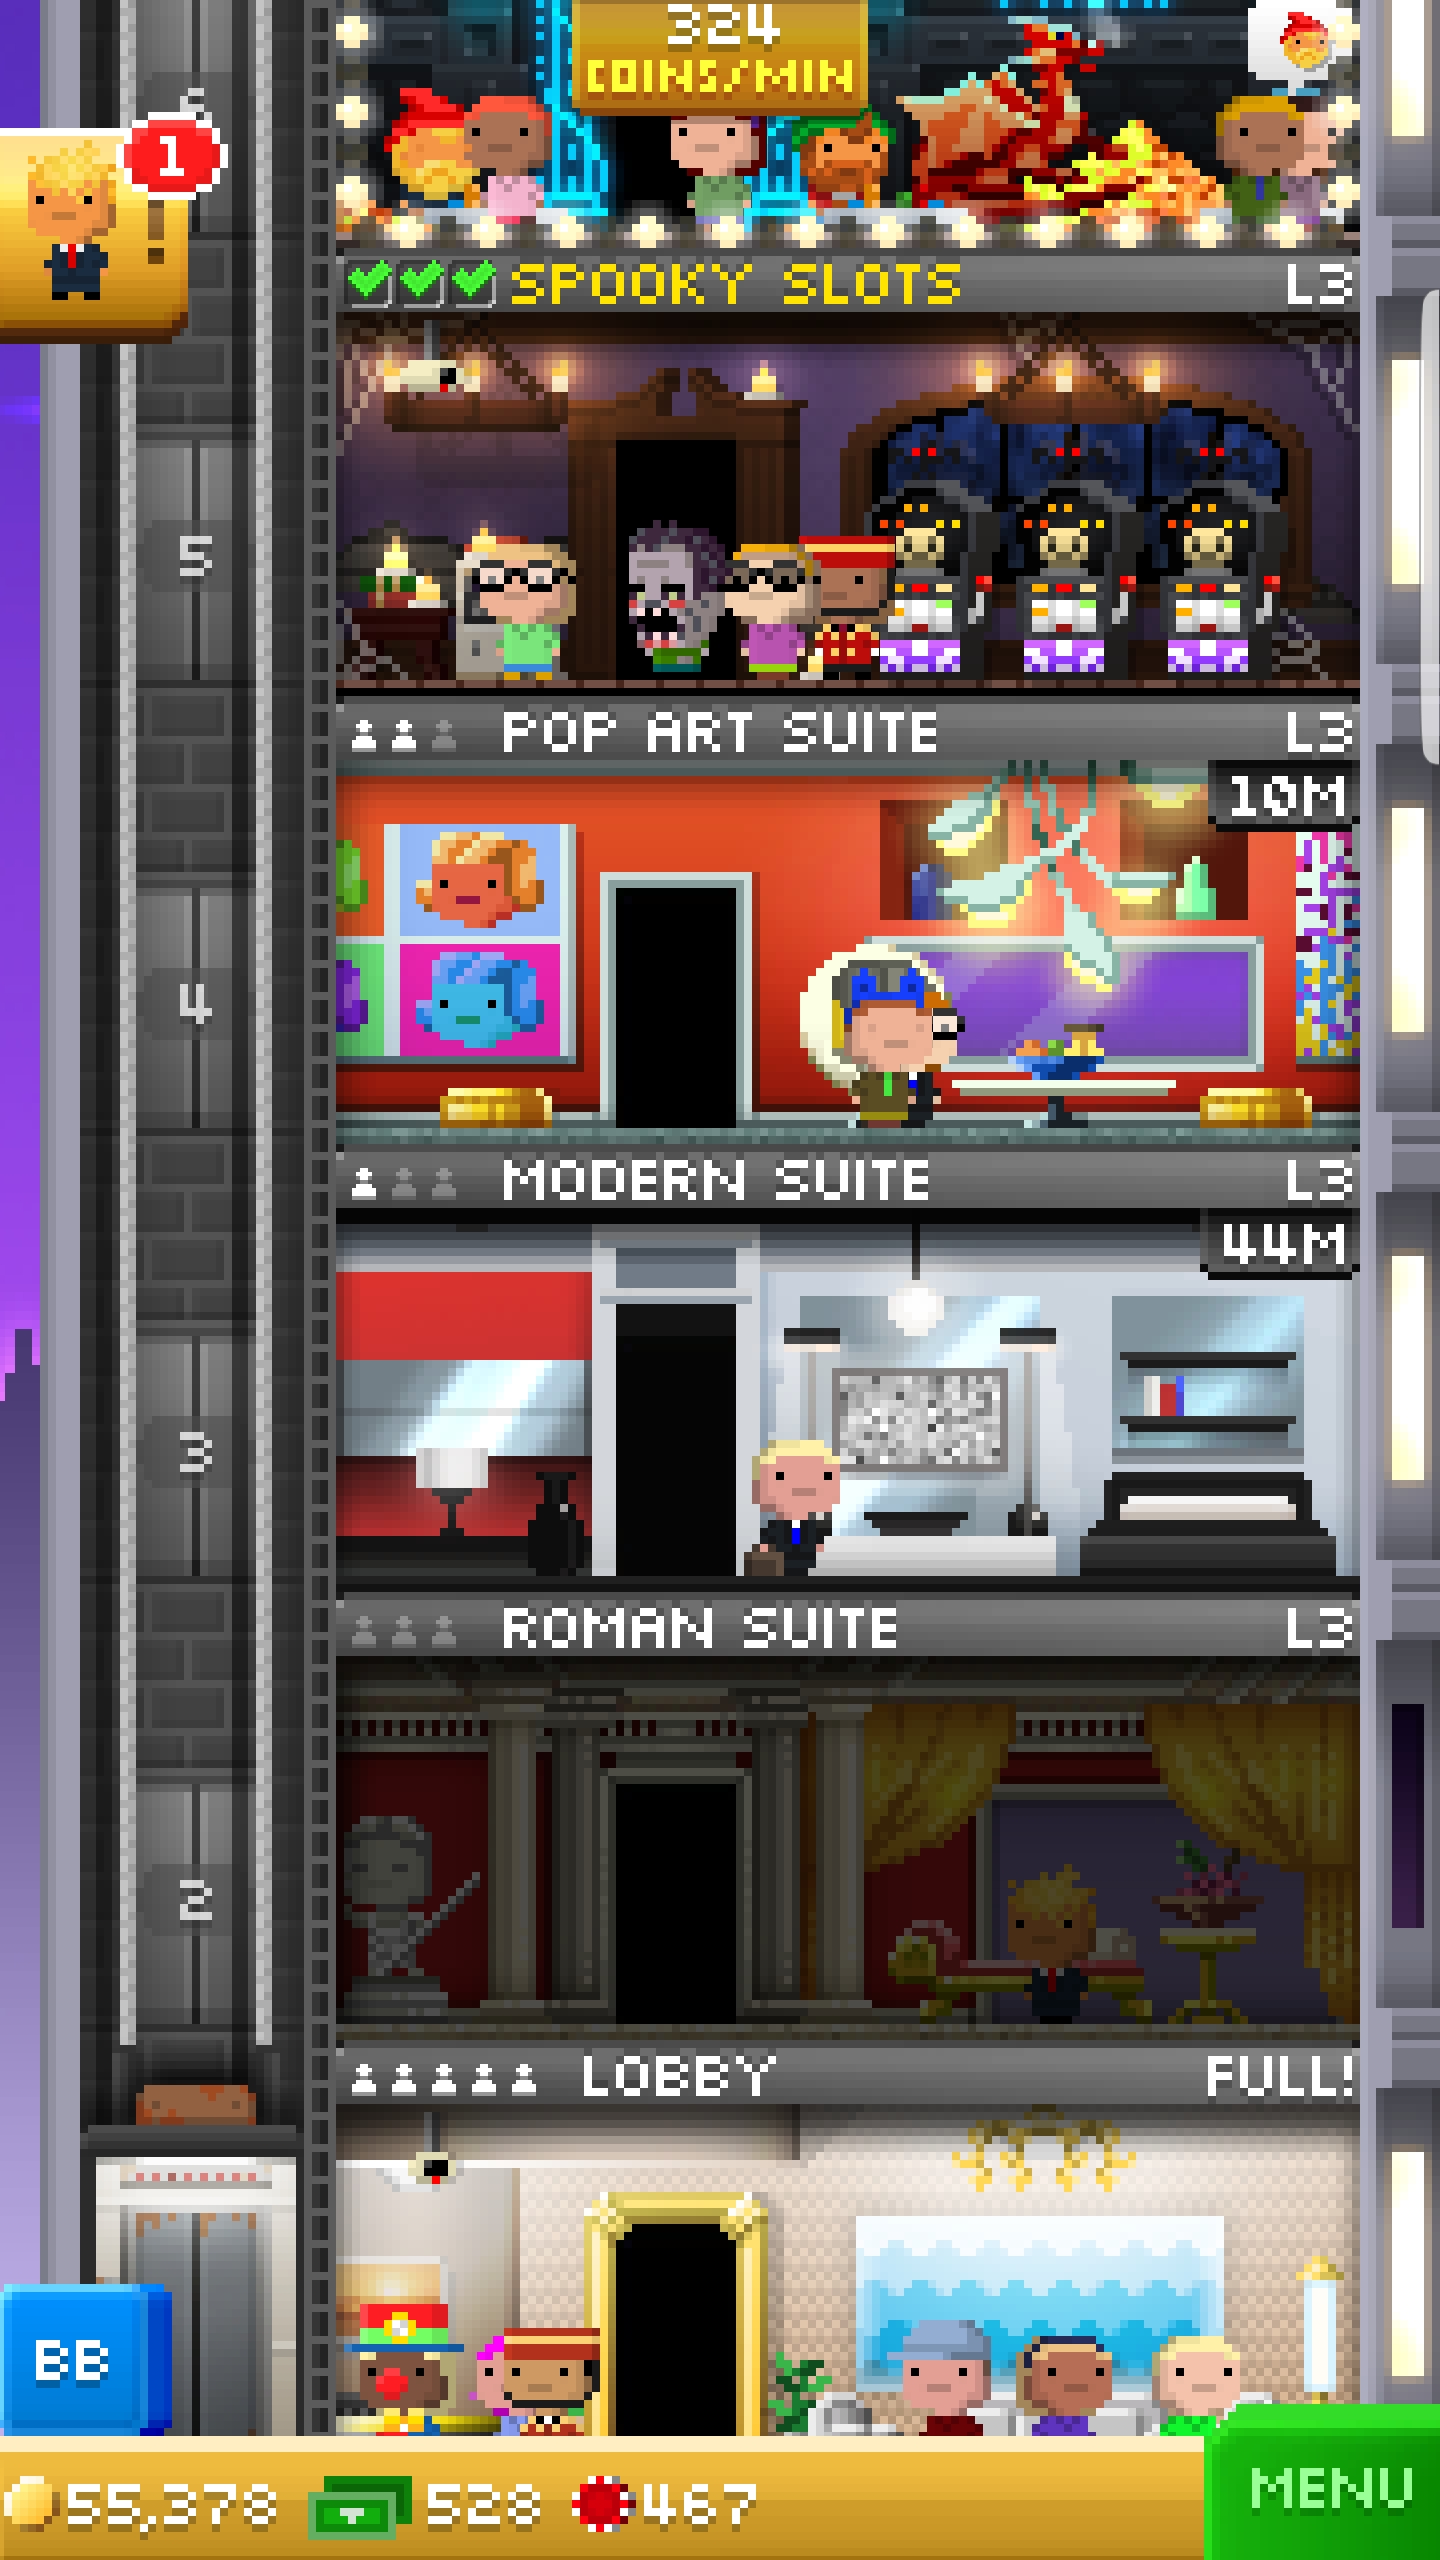 324
COINS/MIN
1
SPOOKY SLOTS L3
5
POP ART SUITE L3
10M
4
MODERN SUITE L3
44M
3
ROMAN SUITE L3
2
LOBBY FULL!
BB
55,378 528 467
MENU